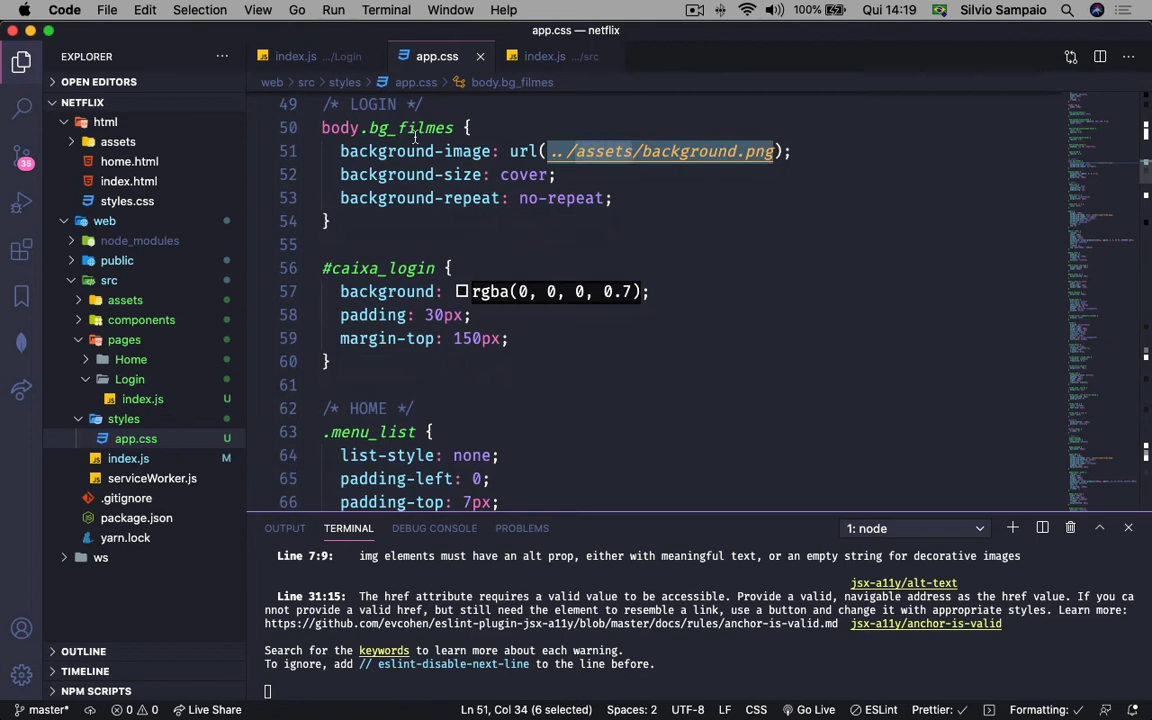 Code File Edit Selection View Go Run Terminal Window Help 100% Qui 14:19 Silvio Sampaio
app.css — netflix
EXPLORER
OPEN EDITORS
NETFLIX
html
assets
home.html
index.html
styles.css
web
node_modules
public
src
assets
components
pages
Home
Login
index.js U
styles
app.css U
index.js M
serviceWorker.js
.gitignore
package.json
yarn.lock
ws
OUTLINE
TIMELINE
NPM SCRIPTS
35
index.js .../Login app.css index.js .../src
web src styles app.css body.bg_filmes
49 /* LOGIN */
50 body.bg_filmes {
51 background-image: url(../assets/background.png);
52 background-size: cover;
53 background-repeat: no-repeat;
54 }
55
56 #caixa_login {
57 background: rgba(0, 0, 0, 0.7);
58 padding: 30px;
59 margin-top: 150px;
60 }
61
62 /* HOME */
63 .menu_list {
64 list-style: none;
65 padding-left: 0;
66 padding-top: 7px;
OUTPUT TERMINAL DEBUG CONSOLE PROBLEMS 1: node
Line 7:9: img elements must have an alt prop, either with meaningful text, or an empty string for decorative images
jsx-a11y/alt-text
Line 31:15: The href attribute requires a valid value to be accessible. Provide a valid, navigable address as the href value. If you ca
nnot provide a valid href, but still need the element to resemble a link, use a button and change it with appropriate styles. Learn more:
https://github.com/evcohen/eslint-plugin-jsx-a11y/blob/master/docs/rules/anchor-is-valid.md jsx-a11y/anchor-is-valid
Search for the keywords to learn more about each warning.
To ignore, add // eslint-disable-next-line to the line before.
master* 0 0 Live Share Ln 51, Col 34 (6 selected) Spaces: 2 UTF-8 LF CSS Go Live ESLint Prettier: ✓ Formatting: ✓